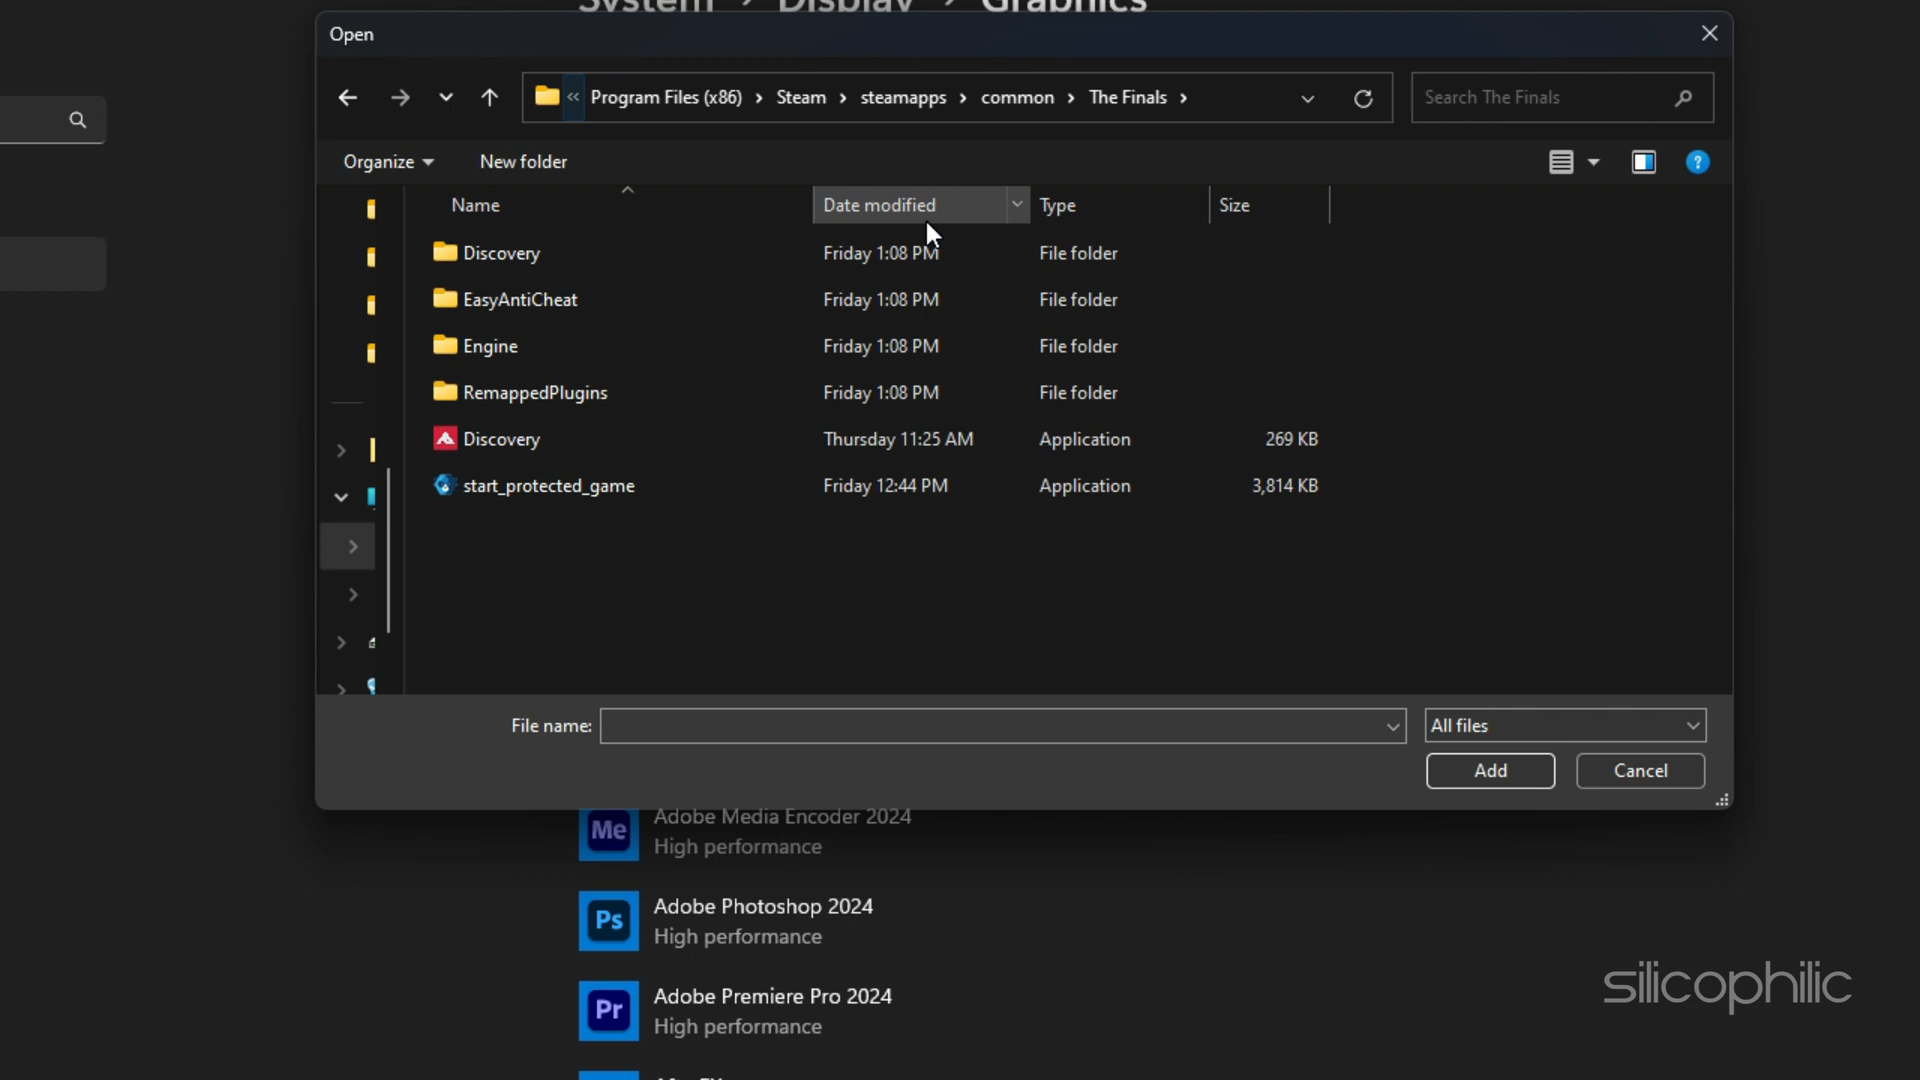 System > Display > Graphics
Open
« Program Files (x86) > Steam > steamapps > common > The Finals >
Search The Finals
Organize
New folder
Name Date modified Type Size
Discovery Friday 1:08 PM File folder
EasyAntiCheat Friday 1:08 PM File folder
Engine Friday 1:08 PM File folder
RemappedPlugins Friday 1:08 PM File folder
Discovery Thursday 11:25 AM Application 269 KB
start_protected_game Friday 12:44 PM Application 3,814 KB
File name:
All files
Add
Cancel
Me
Adobe Media Encoder 2024
High performance
Ps
Adobe Photoshop 2024
High performance
Pr
Adobe Premiere Pro 2024
High performance
silicophilic